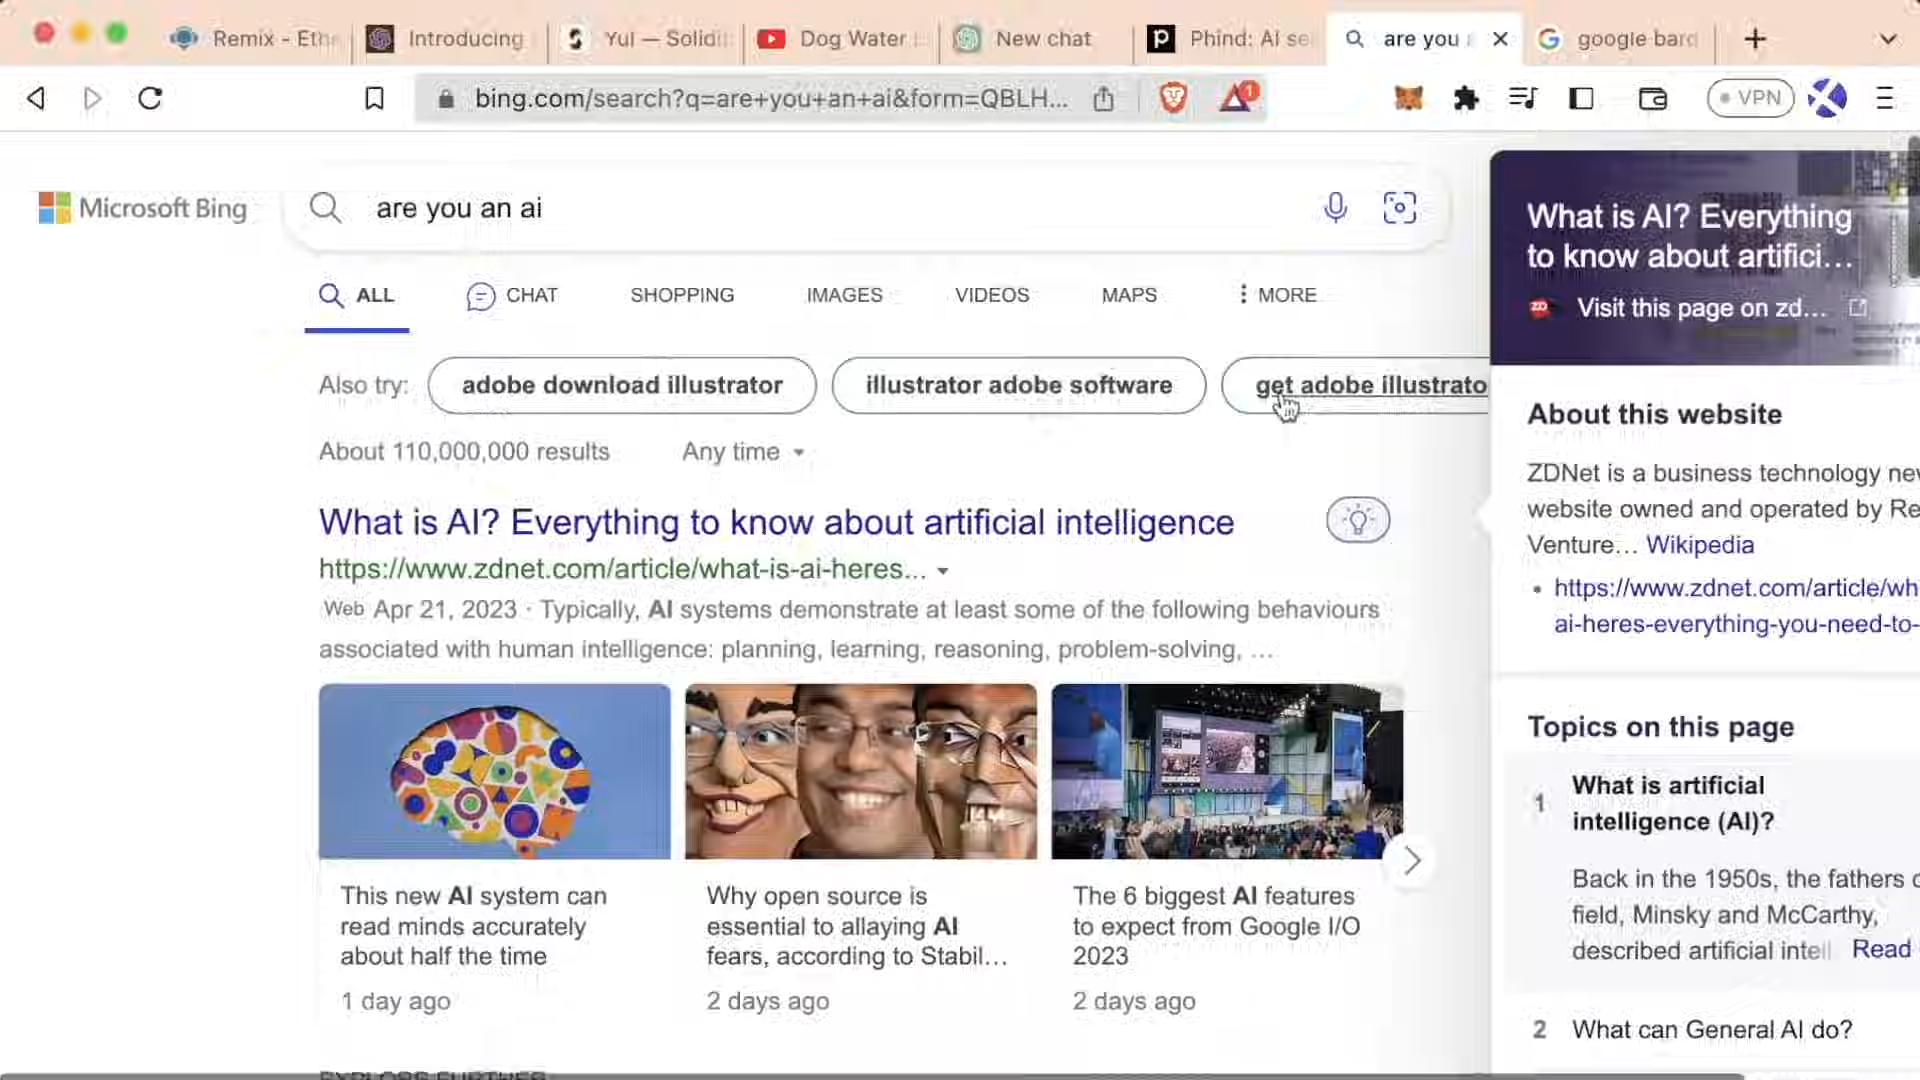 Remix - Eth
Introducing
Yul — Solidi
Dog Water
New chat
Phind: AI se
are you
google bard
bing.com/search?q=are+you+an+ai&form=QBLH...
1
VPN
Microsoft Bing
are you an ai
ALL
CHAT
SHOPPING
IMAGES
VIDEOS
MAPS
MORE
Also try:
adobe download illustrator
illustrator adobe software
get adobe illustrato
About 110,000,000 results
Any time
What is AI? Everything to know about artificial intelligence
https://www.zdnet.com/article/what-is-ai-heres...
Web Apr 21, 2023 · Typically, AI systems demonstrate at least some of the following behaviours
associated with human intelligence: planning, learning, reasoning, problem-solving, …
This new AI system can
read minds accurately
about half the time
1 day ago
Why open source is
essential to allaying AI
fears, according to Stabil...
2 days ago
The 6 biggest AI features
to expect from Google I/O
2023
2 days ago
What is AI? Everything
to know about artifici...
ZD
Visit this page on zd...
About this website
ZDNet is a business technology nev
website owned and operated by Re
Venture... Wikipedia
https://www.zdnet.com/article/wh
ai-heres-everything-you-need-to-
Topics on this page
1 What is artificial
intelligence (AI)?
Back in the 1950s, the fathers o
field, Minsky and McCarthy,
described artificial intel Read
2 What can General AI do?
EXPLORE FURTHER